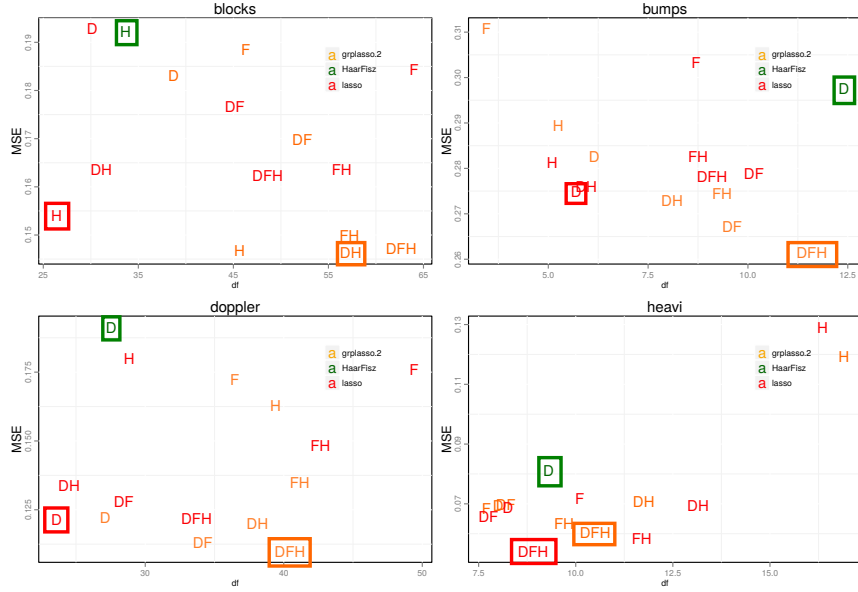 blocks
MSE
0.19
0.18
0.17
0.16
0.15
D
H
F
D
F
DF
DF
DH
DFH
FH
H
H
FH
DH
DFH
a grplasso.2
a HaarFisz
a lasso
25 35 45 55 65
df
bumps
MSE
0.31
0.30
0.29
0.28
0.27
0.26
F
F
D
H
H
D
FH
D
FH
DFH
DF
DH
FH
DF
DFH
a grplasso.2
a HaarFisz
a lasso
5.0 7.5 10.0 12.5
df
doppler
MSE
0.175
0.150
0.125
D
H
F
F
H
FH
DH
FH
DF
D
D
DFH
DH
DF
DFH
a grplasso.2
a HaarFisz
a lasso
30 40 50
df
heavi
MSE
0.13
0.11
0.09
0.07
H
H
D
F
D
DF
D
DF
F
DH
DH
FH
DFH
FH
DFH
a grplasso.2
a HaarFisz
a lasso
7.5 10.0 12.5 15.0
df